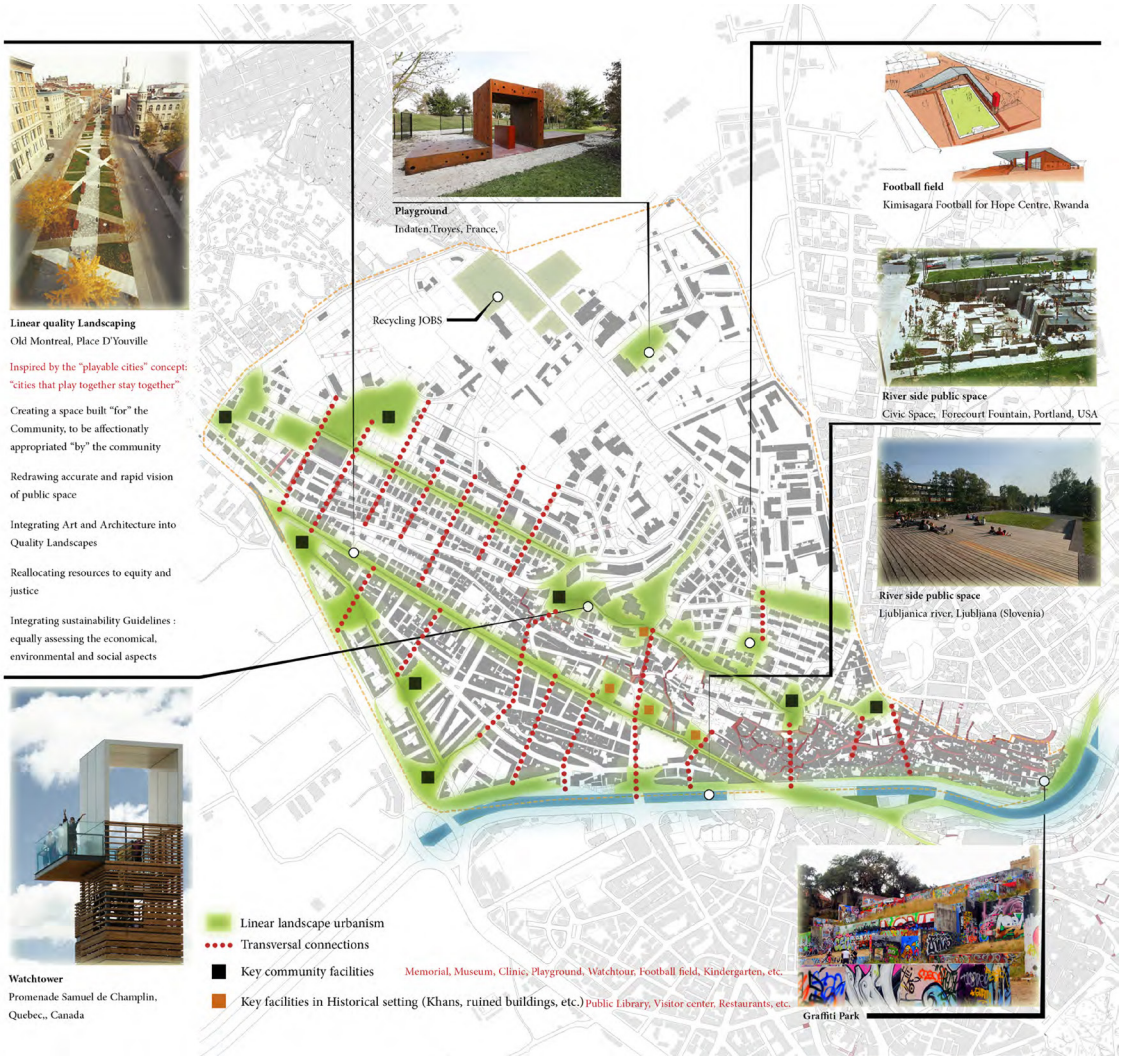 Linear quality Landscaping
Old Montreal, Place D'Youville
Inspired by the "playable cities" concept:
"cities that play together stay together"
Creating a space built "for" the
Community, to be affectionally
appropriated "by" the community
Redrawing accurate and rapid vision
of public space
Integrating Art and Architecture into
Quality Landscapes
Reallocating resources to equity and
justice
Integrating sustainability Guidelines :
equally assessing the economical,
environmental and social aspects
Watchtower
Promenade Samuel de Champlin,
Quebec,, Canada
Playground
Indaten,Troyes, France,
Recycling JOBS
Football field
Kimisagara Football for Hope Centre, Rwanda
River side public space
Civic Space; Forecourt Fountain, Portland, USA
River side public space
Ljubljanica river, Ljubljana (Slovenia)
Graffiti Park
Linear landscape urbanism
Transversal connections
Key community facilities Memorial, Museum, Clinic, Playground, Watchtour, Football field, Kindergarten, etc.
Key facilities in Historical setting (Khans, ruined buildings, etc.) Public Library, Visitor center, Restaurants, etc.